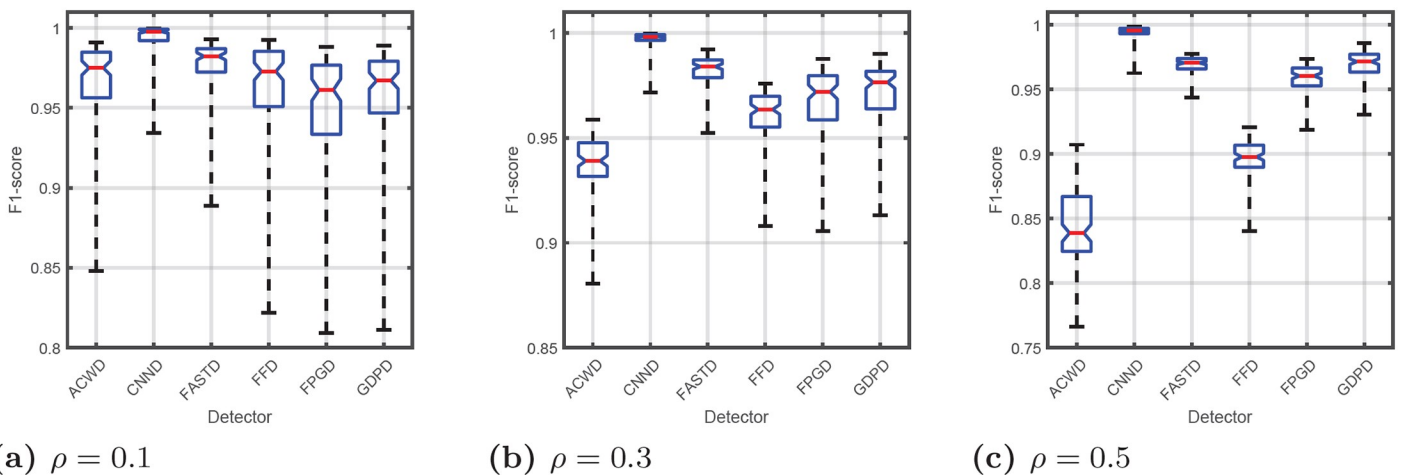 1
0.95
0.9
0.85
0.8
F1-score
ACWD
CNND
FASTD
FFD
FPGD
GDPD
Detector
(a) ρ = 0.1
1
0.95
0.9
0.85
F1-score
ACWD
CNND
FASTD
FFD
FPGD
GDPD
Detector
(b) ρ = 0.3
1
0.95
0.9
0.85
0.8
0.75
F1-score
ACWD
CNND
FASTD
FFD
FPGD
GDPD
Detector
(c) ρ = 0.5